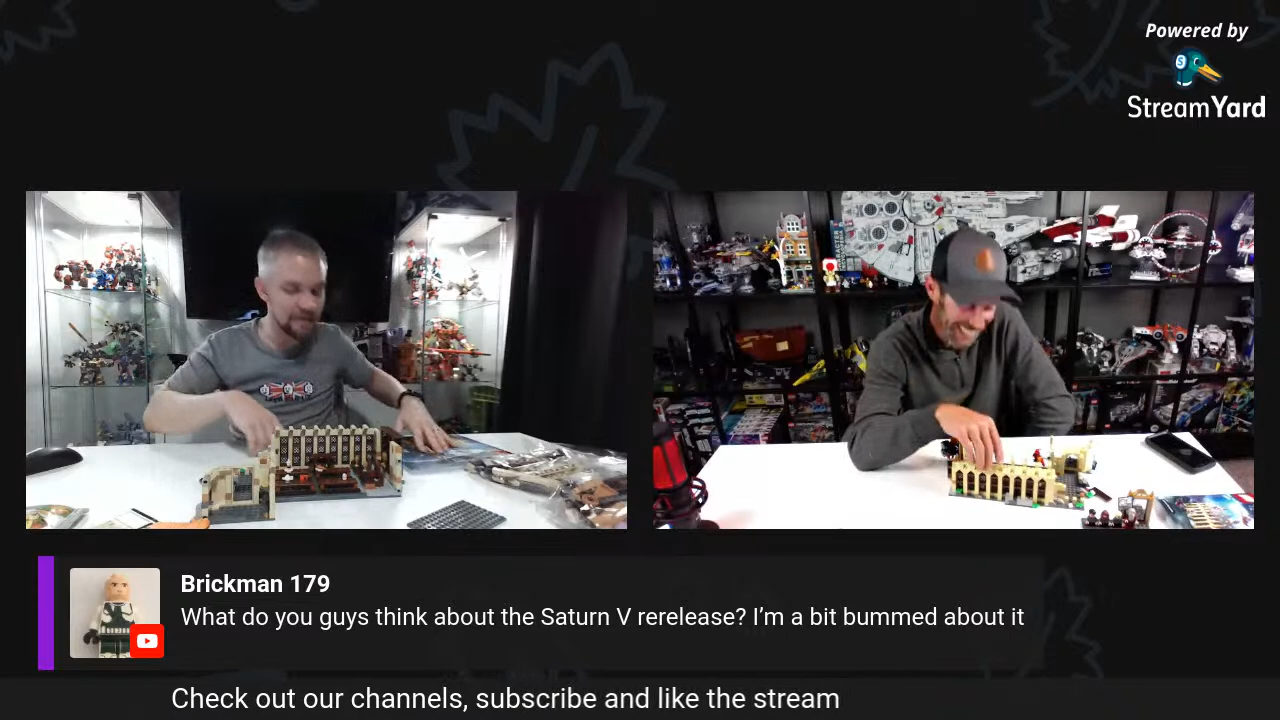 Powered by
StreamYard
Brickman 179
What do you guys think about the Saturn V rerelease? I'm a bit bummed about it
Check out our channels, subscribe and like the stream